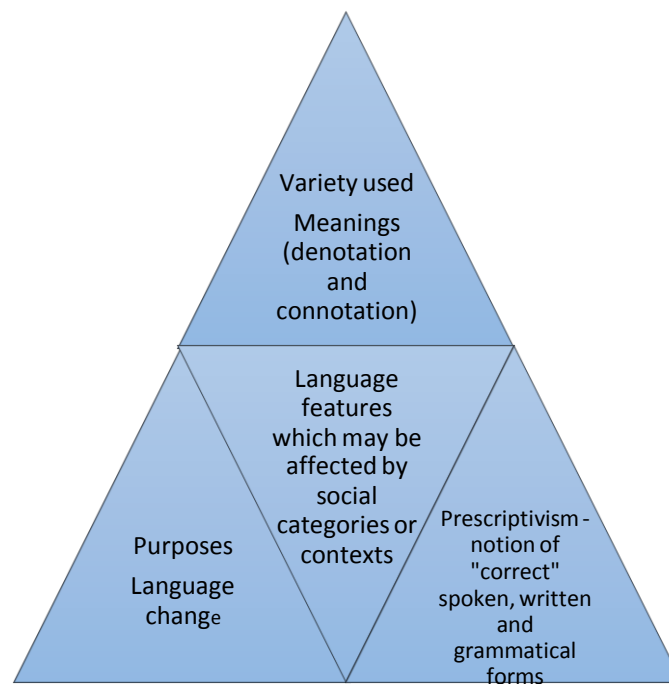 Variety used
Meanings
(denotation
and
connotation)
Language
features
which may be
affected by
social
categories or
contexts
Purposes
Language
change
Prescriptivism -
notion of
"correct"
spoken, written
and
grammatical
forms